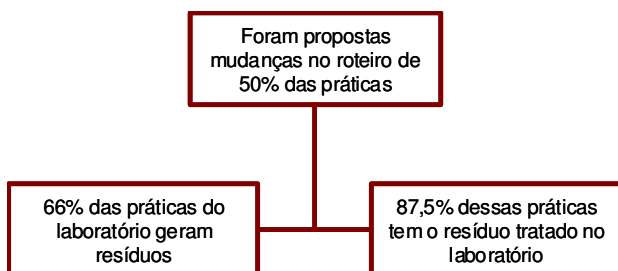 Foram propostas
mudanças no roteiro de
50% das práticas
66% das práticas do
laboratório geram
resíduos
87,5% dessas práticas
tem o resíduo tratado no
laboratório